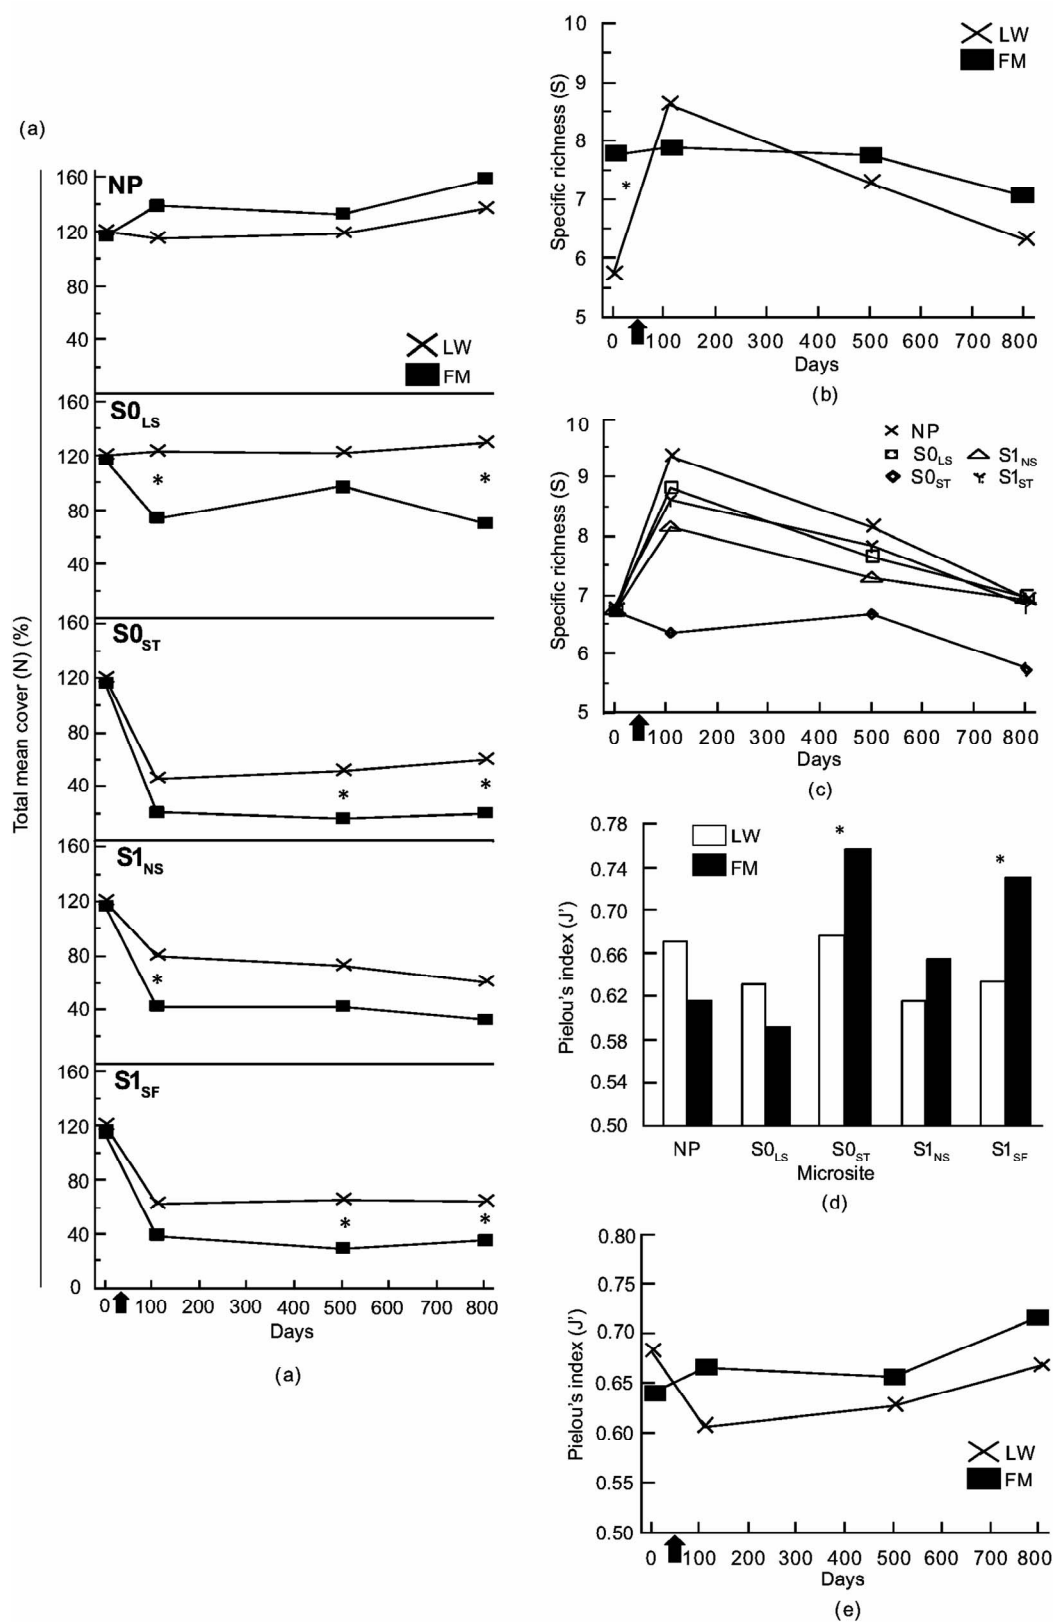 (a)
Total mean cover (N) (%)
NP
160
120
80
40
LW
FM
S0LS
160
120
80
40
*
*
S0ST
160
120
80
40
*
*
S1NS
160
120
80
40
*
S1SF
160
120
80
40
0
*
*
0 100 200 300 400 500 600 700 800
Days
(a)
Specific richness (S)
10
9
8
7
6
5
LW
FM
*
0 100 200 300 400 500 600 700 800
Days
(b)
Specific richness (S)
10
9
8
7
6
5
NP
S0LS S1NS
S0ST S1ST
0 100 200 300 400 500 600 700 800
Days
(c)
Pielou's index (J')
0.78
0.74
0.70
0.66
0.62
0.58
0.54
0.50
LW
FM
*
*
NP S0LS S0ST S1NS S1SF
Microsite
(d)
Pielou's index (J')
0.80
0.75
0.70
0.65
0.60
0.55
0.50
LW
FM
0 100 200 300 400 500 600 700 800
Days
(e)